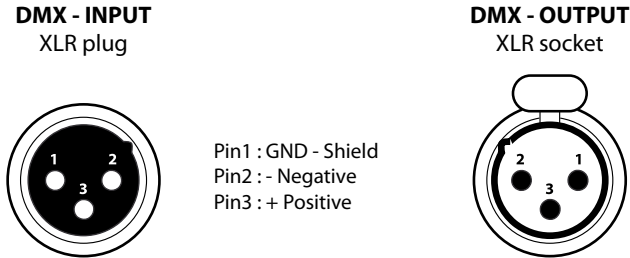 DMX - INPUT
XLR plug
DMX - OUTPUT
XLR socket
1 2
3
Pin1 : GND - Shield
Pin2 : - Negative
Pin3 : + Positive
2 1
3